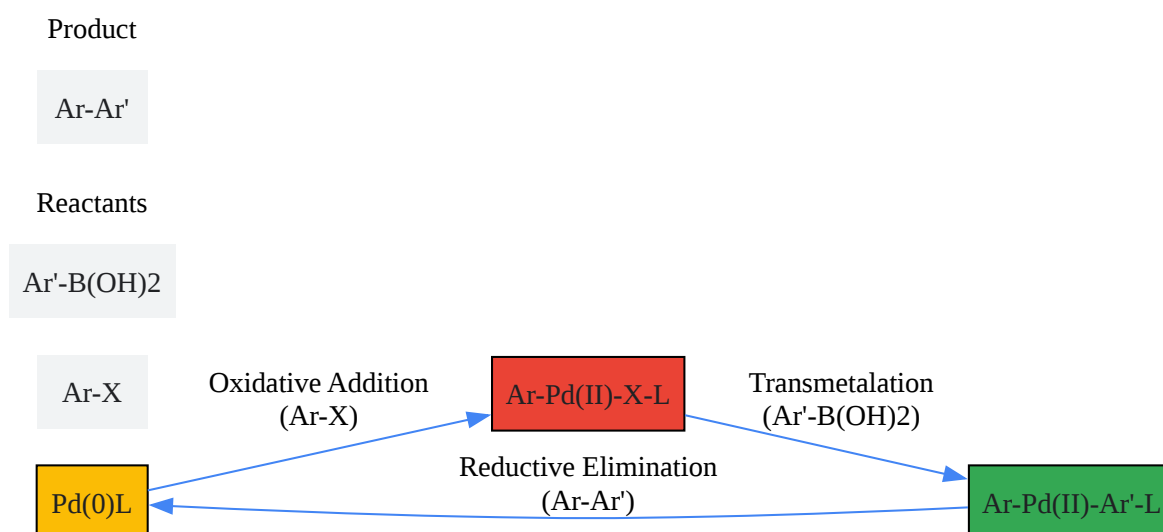 Product
Ar-Ar'
Reactants
Ar'-B(OH)2
Ar-X
Oxidative Addition
(Ar-X)
Ar-Pd(II)-X-L
Transmetalation
(Ar'-B(OH)2)
Reductive Elimination
(Ar-Ar')
Pd(0)L
Ar-Pd(II)-Ar'-L